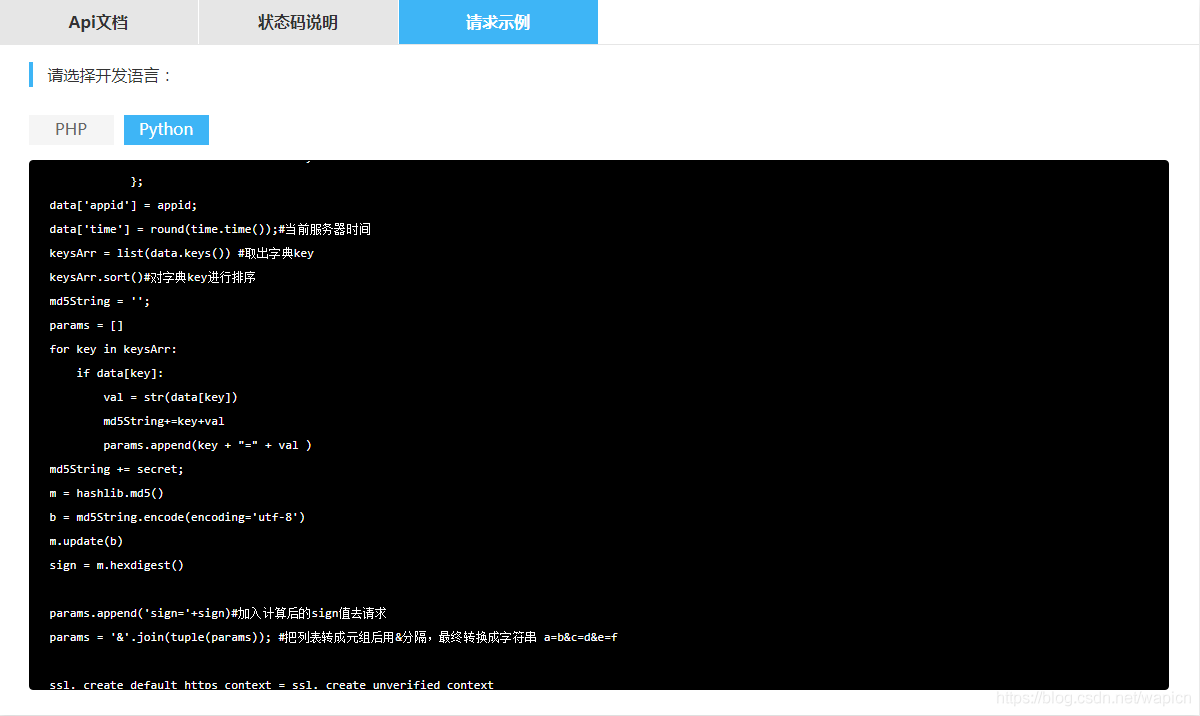 Api文档 状态码说明 请求示例
请选择开发语言：
PHP Python
};
data['appid'] = appid;
data['time'] = round(time.time());#当前服务器时间
keysArr = list(data.keys()) #取出字典key
keysArr.sort()#对字典key进行排序
md5String = '';
params = []
for key in keysArr:
if data[key]:
val = str(data[key])
md5String+=key+val
params.append(key + "=" + val )
md5String += secret;
m = hashlib.md5()
b = md5String.encode(encoding='utf-8')
m.update(b)
sign = m.hexdigest()
params.append('sign='+sign)#加入计算后的sign值去请求
params = '&'.join(tuple(params)); #把列表转成元组后用&分隔，最终转换成字符串 a=b&c=d&e=f
ssl._create_default_https_context = ssl._create_unverified_context
https://blog.csdn.net/wapicn